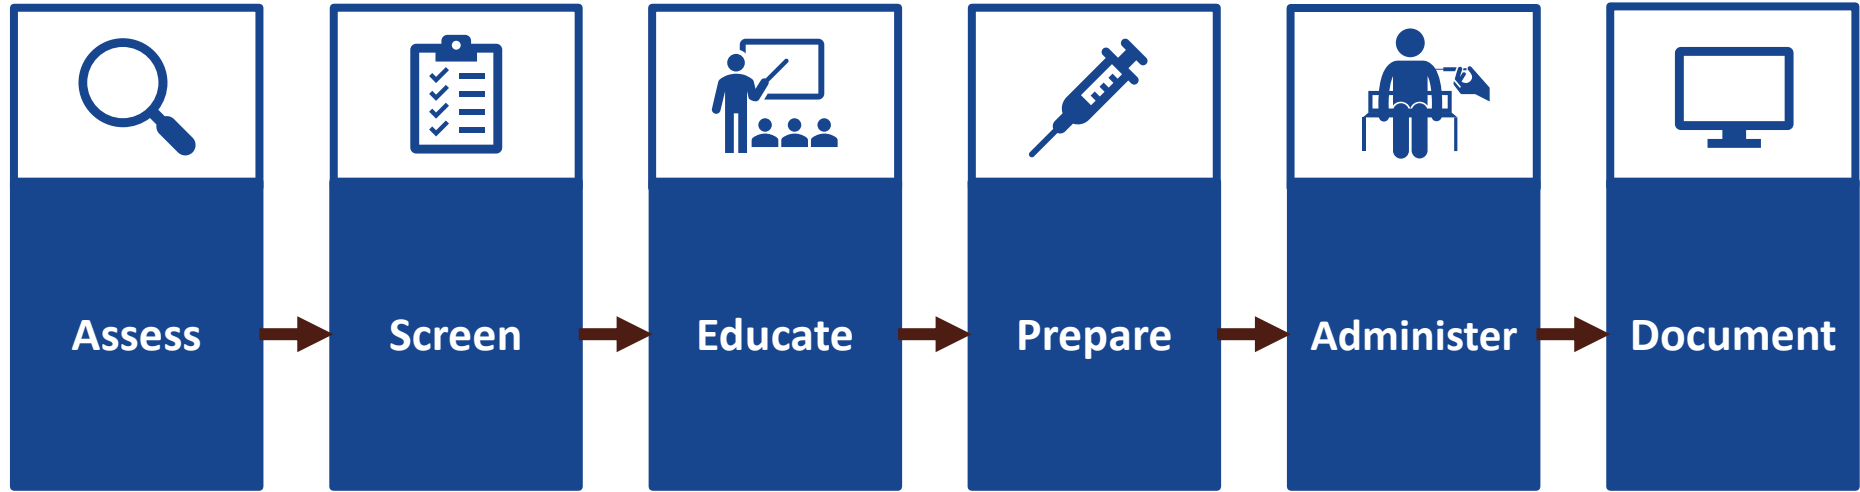 Assess
Screen
Educate
Prepare
Administer
Document